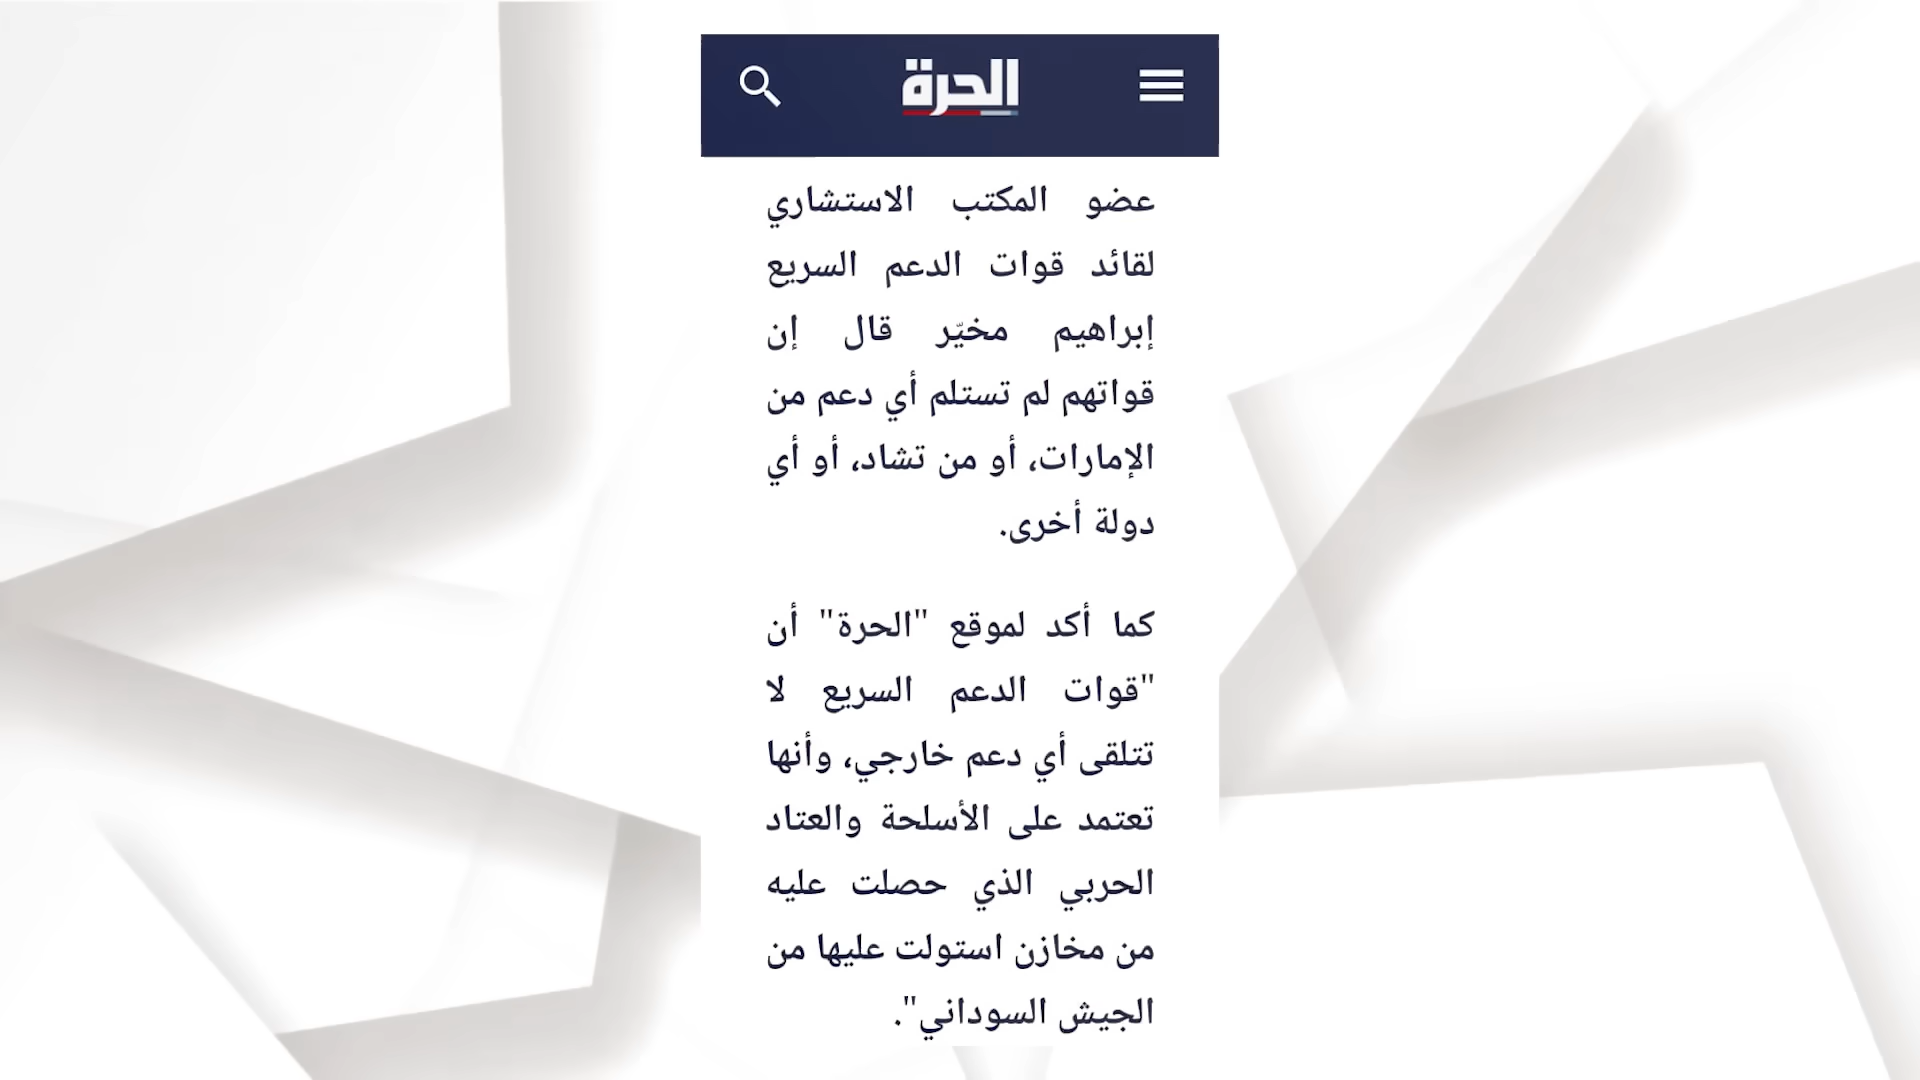 الحرة
عضو المكتب الاستشاري
لقائد قوات الدعم السريع
إبراهيم مخيّر قال إن
قواتهم لم تستلم أي دعم من
الإمارات، أو من تشاد، أو أي
دولة أخرى.
كما أكد لموقع "الحرة" أن
"قوات الدعم السريع لا
تتلقى أي دعم خارجي، وأنها
تعتمد على الأسلحة والعتاد
الحربي الذي حصلت عليه
من مخازن استولت عليها من
الجيش السوداني".